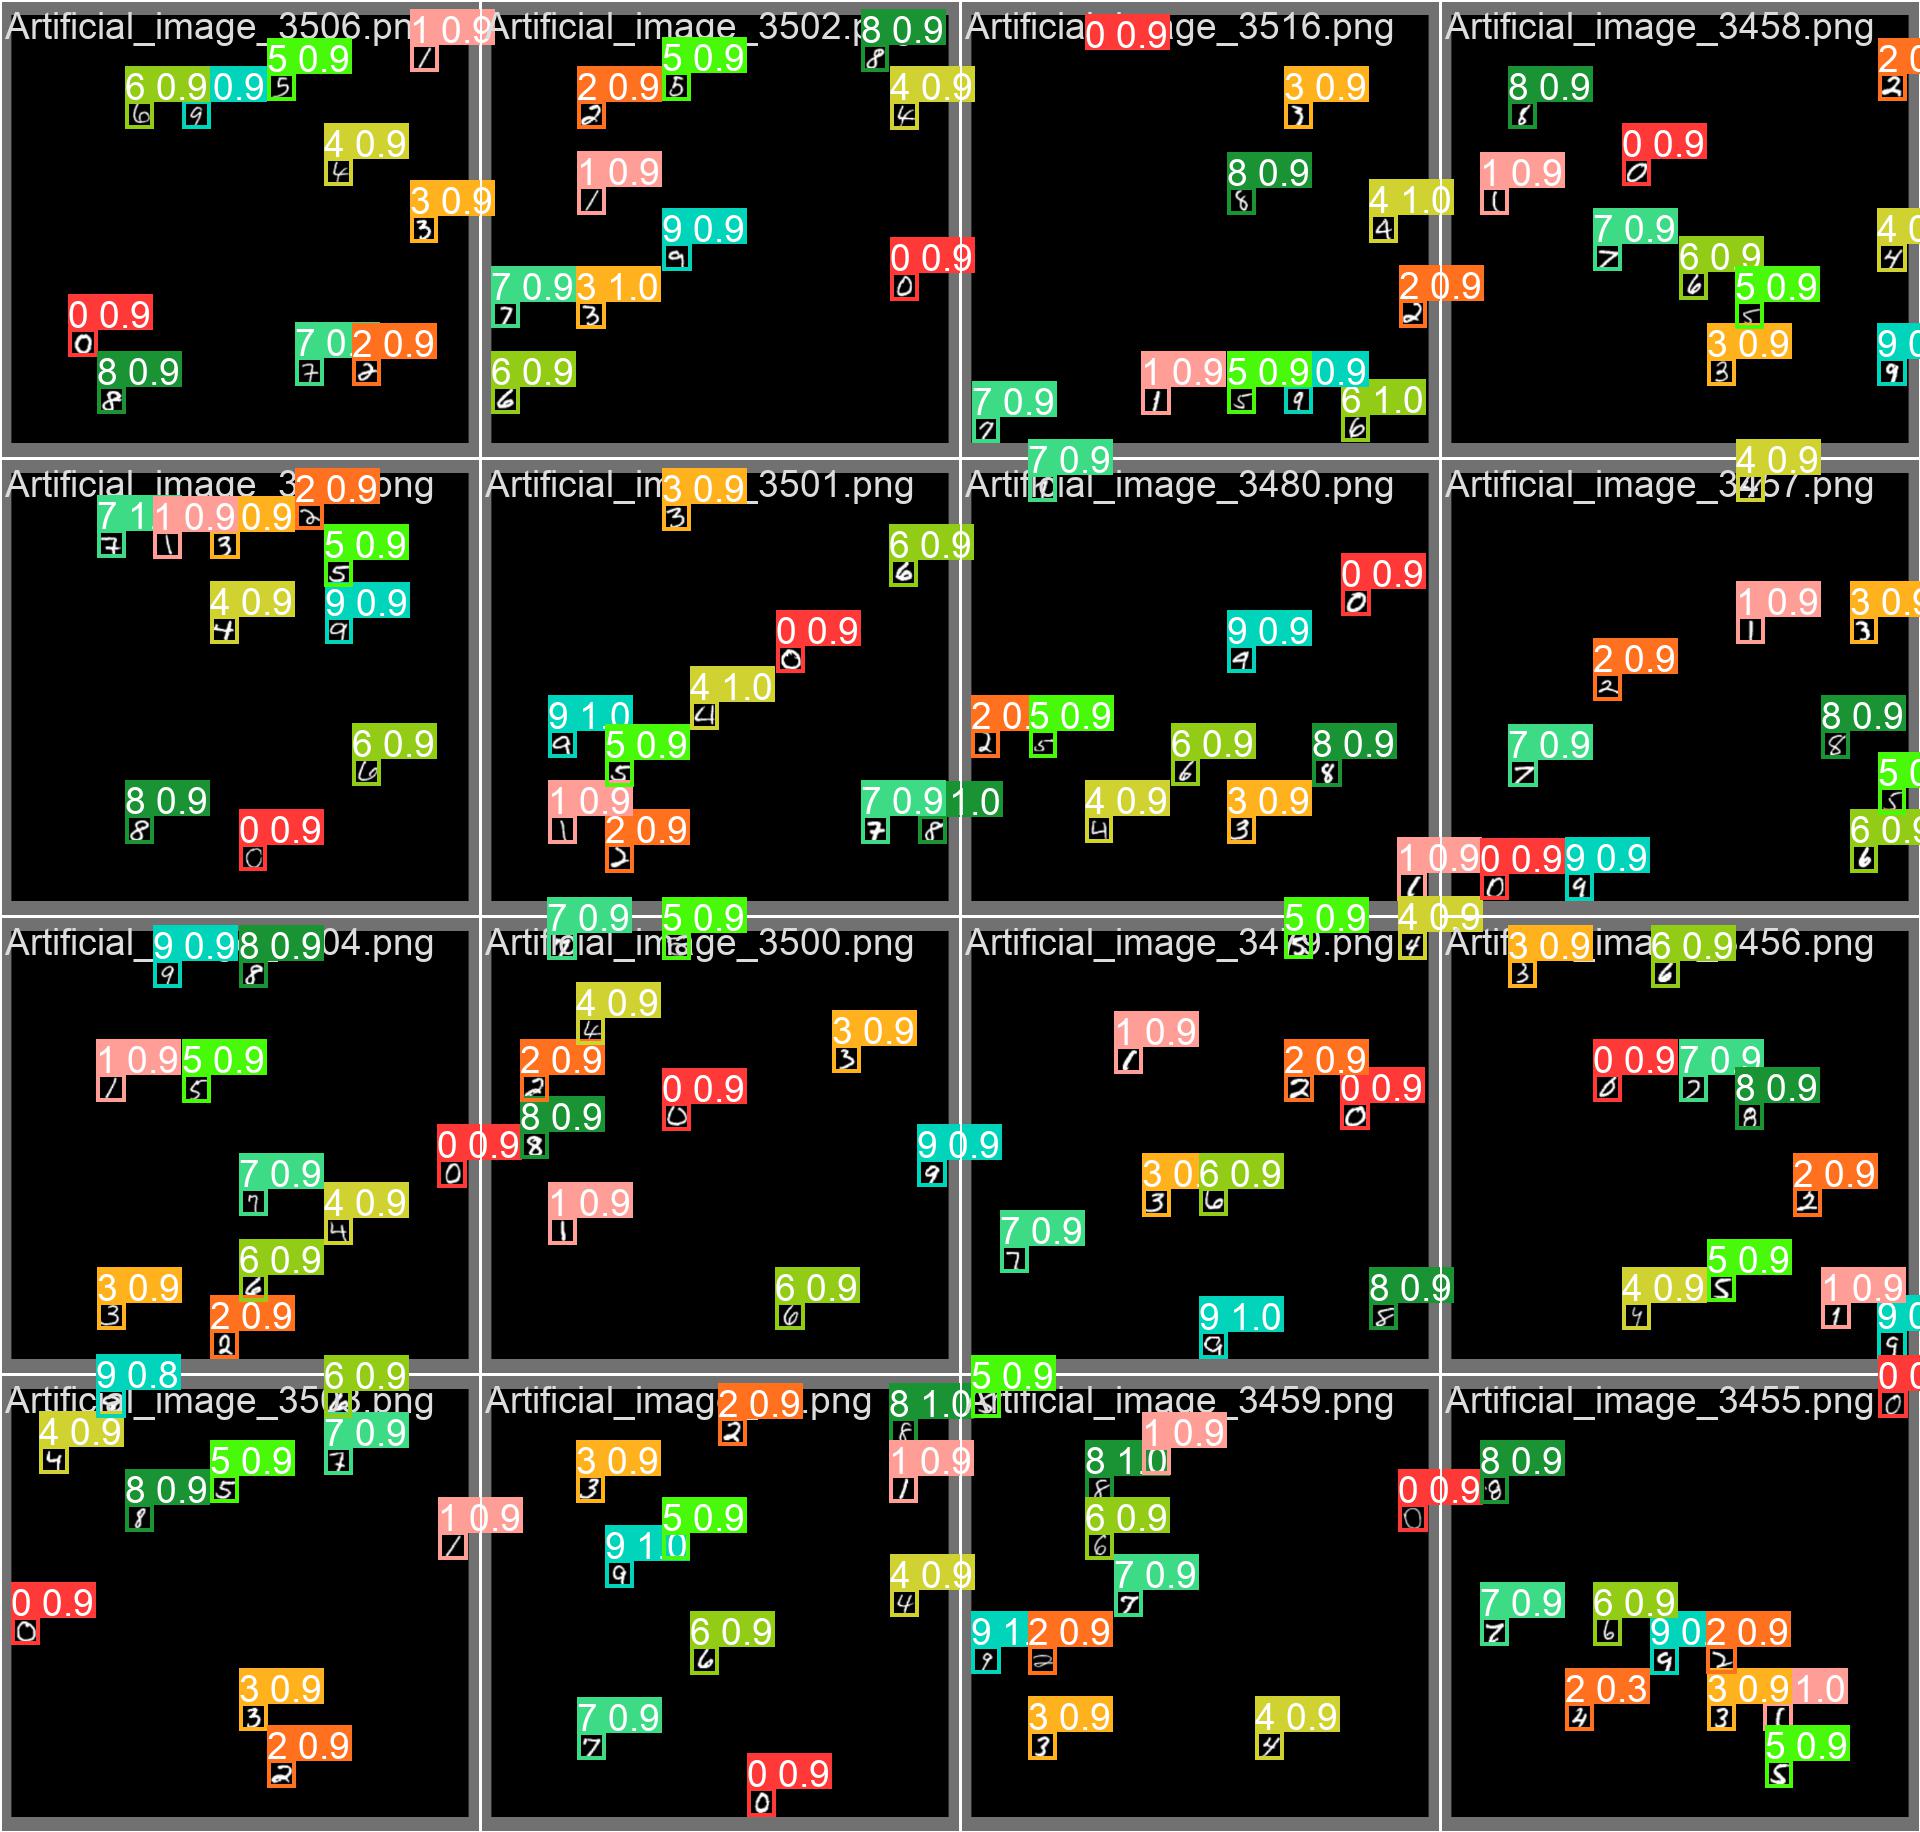 Artificial_image_3506.pn
1 0.9
5 0.9
6 0.9 0.9
4 0.9
3 0.9
0 0.9
7 0. 2 0.9
8 0.9
Artificial_image_3502.p
8 0.9
5 0.9
2 0.9 4 0.9
1 0.9
9 0.9
0 0.9
7 0.9 3 1.0
6 0.9
Artificial_image_3516.png
0 0.9
3 0.9
8 0.9
4 1.0
2 0.9
1 0.9 5 0.9 0.9
7 0.9 6 1.0
Artificial_image_3458.png
2 0
8 0.9
0 0.9
1 0.9
7 0.9 4 0
6 0.9
5 0.9
3 0.9 9 0
Artificial_image_3 png
2 0.9
7 1 1 0.9 0.9
5 0.9
4 0.9 9 0.9
6 0.9
8 0.9
0 0.9
Artificial_im 3501.png
3 0.9
6 0.9
0 0.9
4 1.0
9 1.0
5 0.9
1 0.9 7 0.9 1.0
2 0.9
7 0.9
Artificial_image_3480.png
0 0.9
9 0.9
2 0. 5 0.9
6 0.9 8 0.9
4 0.9 3 0.9
1 0.9
4 0.9
Artificial_image_3457.png
1 0.9 3 0.9
2 0.9
8 0.9
7 0.9
5 0
6 0.9
0 0.9 9 0.9
Artificial_ 04.png
9 0.9 8 0.9
1 0.9 5 0.9
0 0.9
7 0.9
4 0.9
6 0.9
3 0.9
2 0.9
7 0.9 5 0.9
Artificial_image_3500.png
4 0.9
3 0.9
2 0.9
0 0.9
8 0.9
9 0.9
1 0.9
6 0.9
5 0.9 4 0.9
Artificial_image_3479.png
1 0.9
2 0.9
0 0.9
3 0. 6 0.9
7 0.9
8 0.9
9 1.0
Artif ima 456.png
3 0.9 6 0.9
0 0.9 7 0.9
8 0.9
2 0.9
5 0.9
4 0.9 1 0.9
9 0
9 0.8 6 0.9
Artificial_image_3503.png
4 0.9 7 0.9
5 0.9
8 0.9
1 0.9
0 0.9
3 0.9
2 0.9
Artificial_imag .png
2 0.9 8 1.0
3 0.9 1 0.9
5 0.9
9 1.0
4 0.9
6 0.9
7 0.9
0 0.9
5 0.9
Artificial_image_3459.png
1 0.9
8 1.0
0 0.9
6 0.9
7 0.9
9 1. 2 0.9
3 0.9 4 0.9
0 0
Artificial_image_3455.png
8 0.9
7 0.9 6 0.9
9 0. 2 0.9
2 0.3 3 0.9 1.0
5 0.9